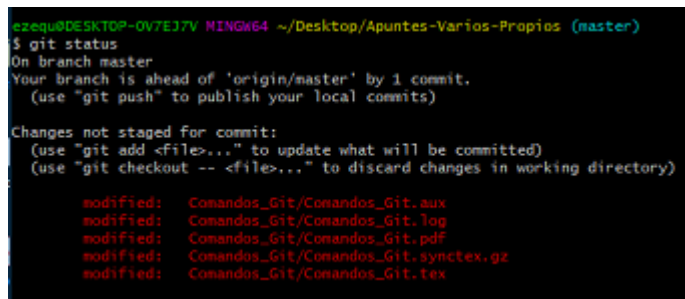 ezequ@DESKTOP-OV7EJ7V MINGW64 ~/Desktop/Apuntes-Varios-Propios (master)
$ git status
On branch master
Your branch is ahead of 'origin/master' by 1 commit.
(use "git push" to publish your local commits)
Changes not staged for commit:
(use "git add <file>..." to update what will be committed)
(use "git checkout -- <file>..." to discard changes in working directory)
modified: Comandos_Git/Comandos_Git.aux
modified: Comandos_Git/Comandos_Git.log
modified: Comandos_Git/Comandos_Git.pdf
modified: Comandos_Git/Comandos_Git.synctex.gz
modified: Comandos_Git/Comandos_Git.tex